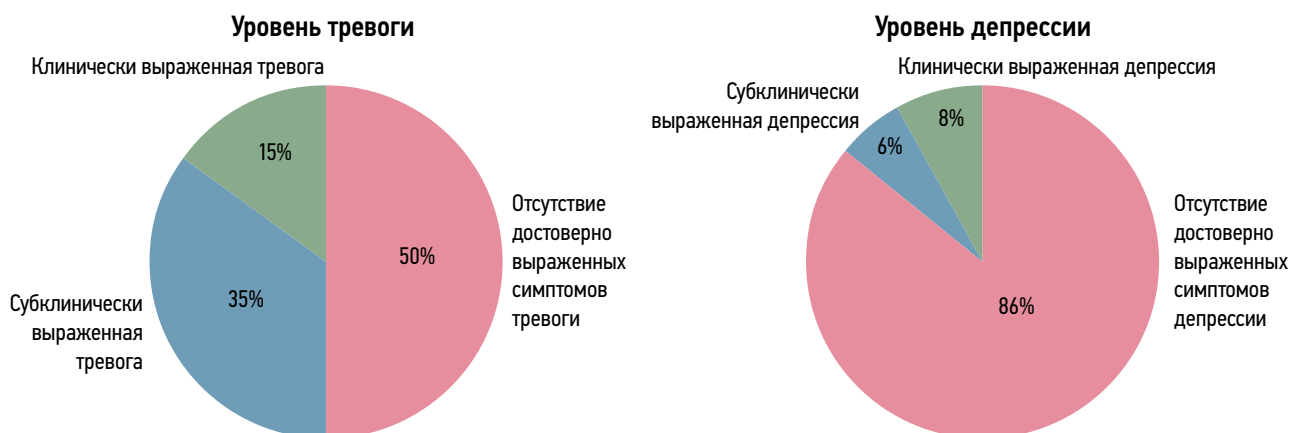 Уровень тревоги
Клинически выраженная тревога
15%
50%
35%
Отсутствие
достоверно
выраженных
симптомов
тревоги
Субклинически
выраженная
тревога
Уровень депрессии
Клинически выраженная депрессия
Субклинически
выраженная депрессия
8%
6%
86%
Отсутствие
достоверно
выраженных
симптомов
депрессии